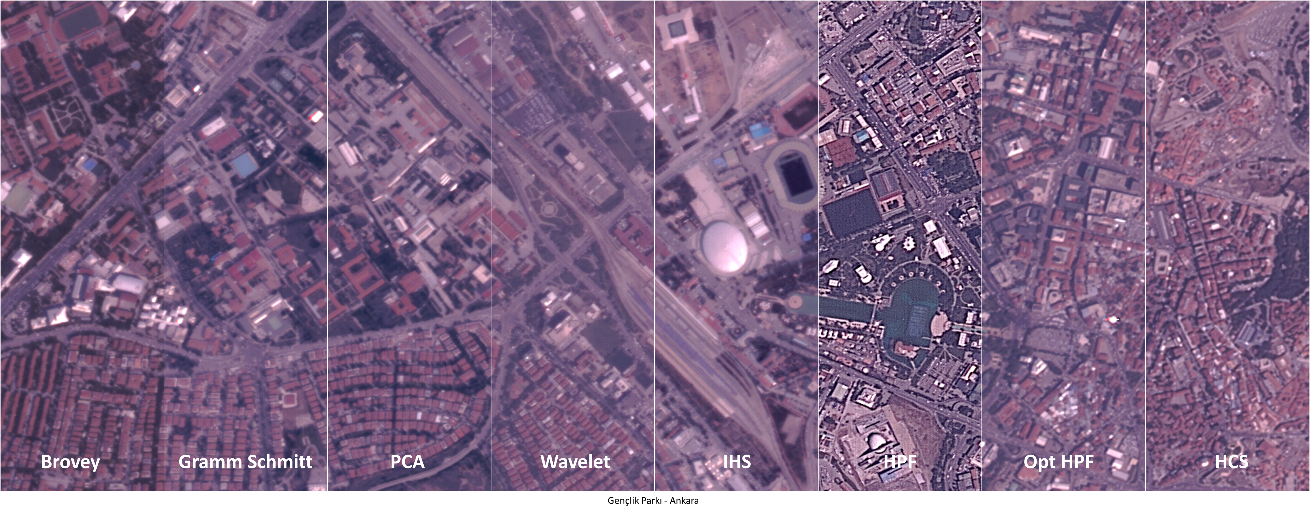 Brovey Gramm Schmitt PCA Wavelet IHS HPF Opt HPF HCS
Gençlik Parkı - Ankara